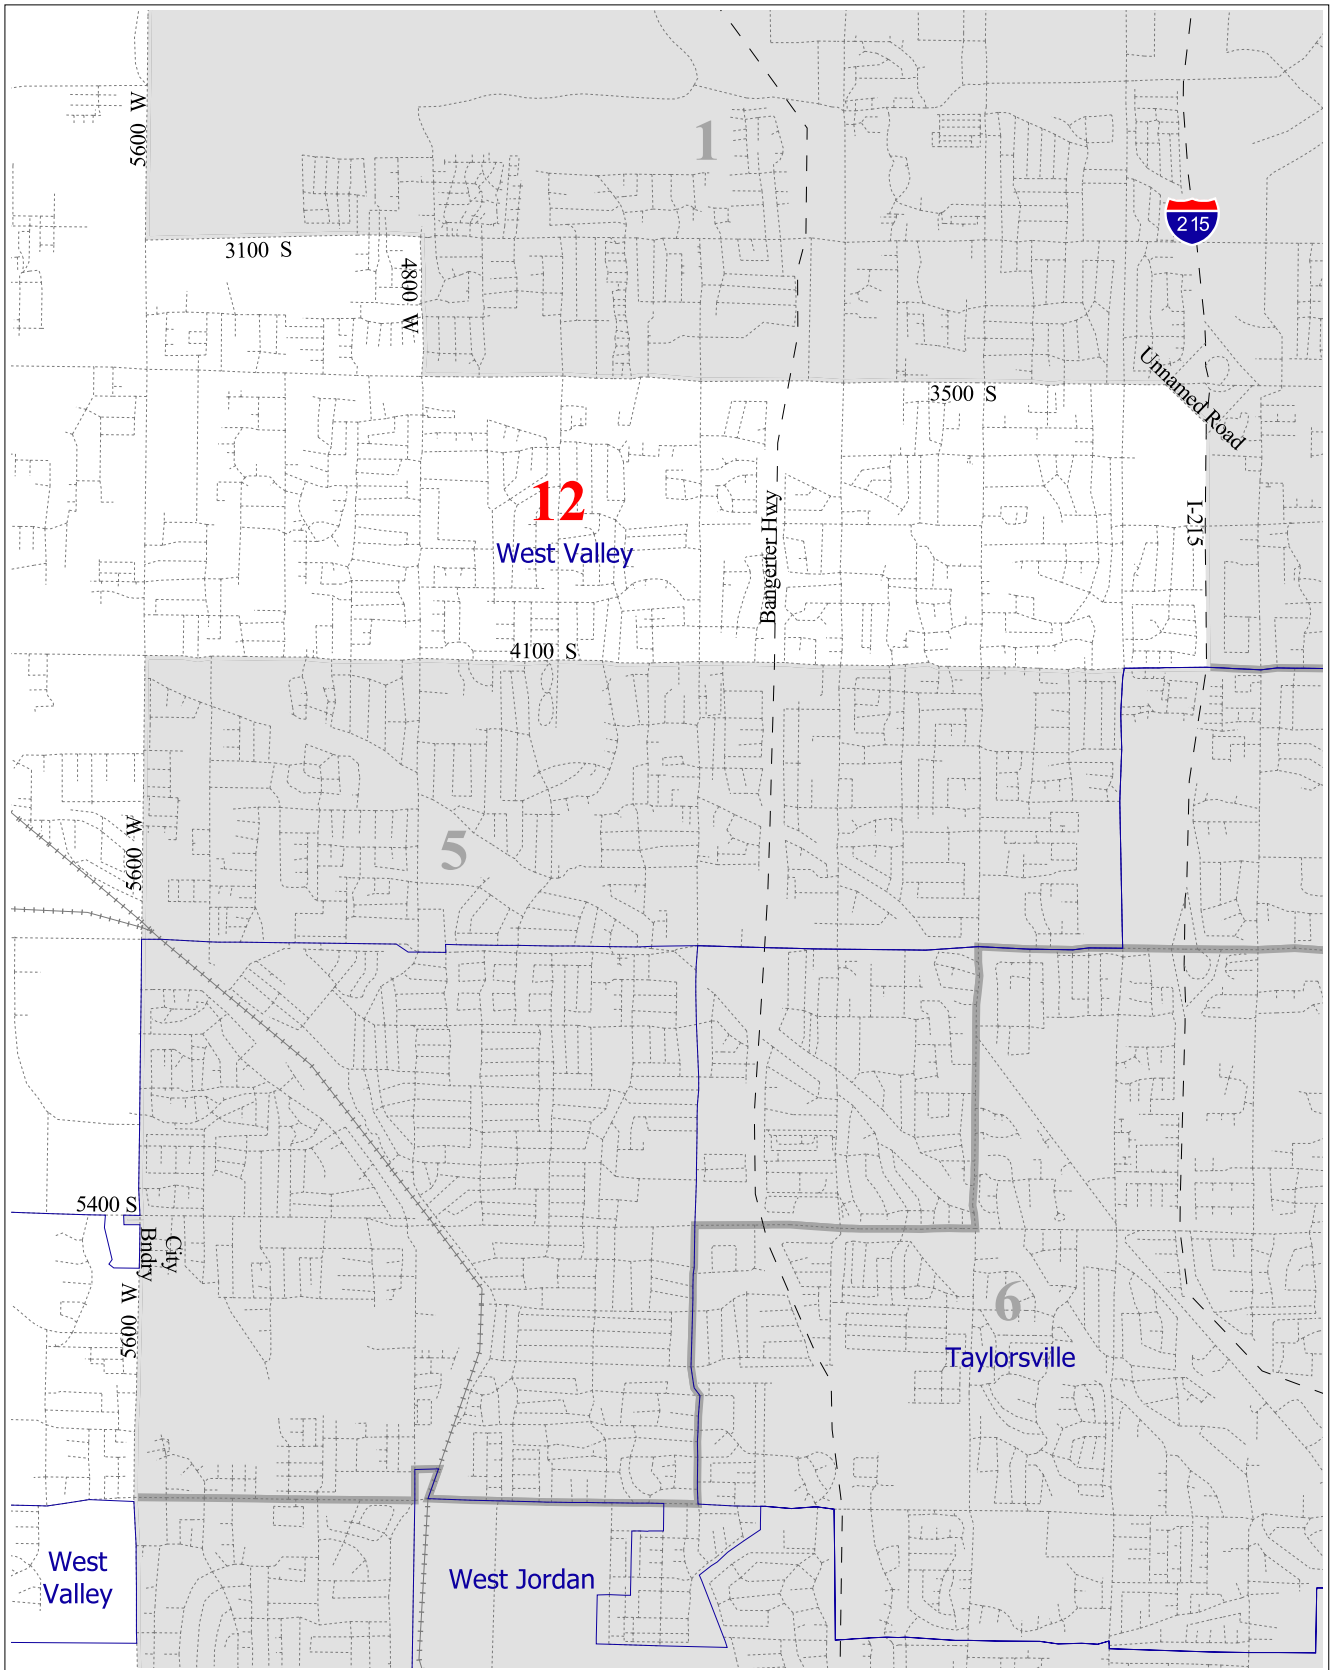 5600 W
1
215
3100 S
4800 W
Unnamed Road
3500 S
12
West Valley
Bangerter Hwy
I-215
4100 S
5600 W
5
5400 S
City
Bndry
5600 W
6
Taylorsville
West
Valley
West Jordan